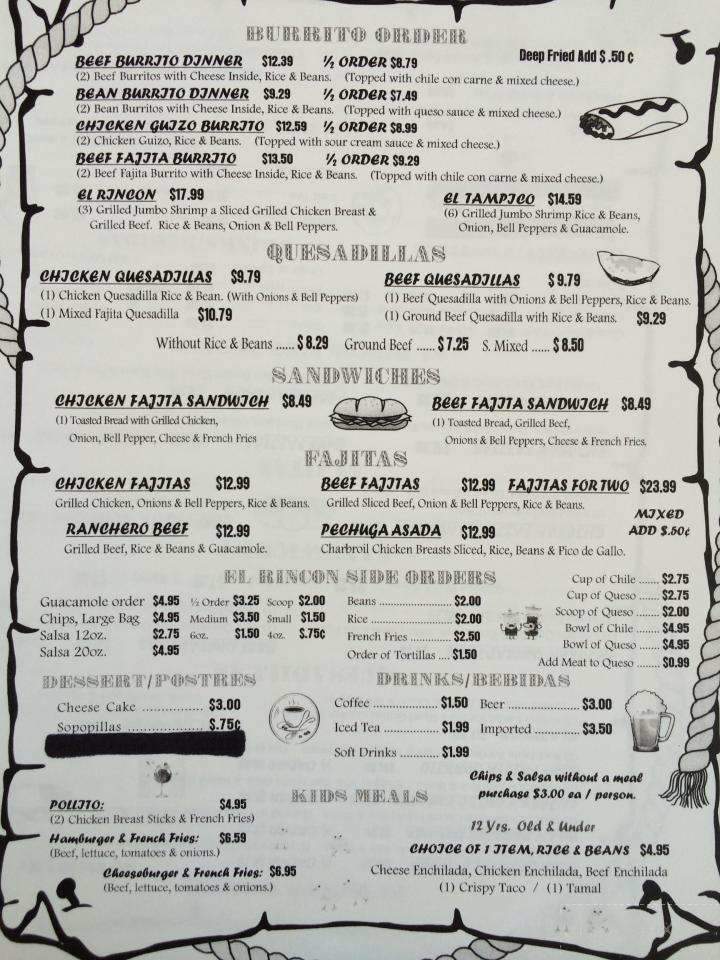 BURRITO ORDER
Deep Fried Add $ .50 ¢
BEEF BURRITO DINNER $12.39 ½ ORDER $8.79
(2) Beef Burritos with Cheese Inside, Rice & Beans. (Topped with chile con carne & mixed cheese.)
BEAN BURRITO DINNER $9.29 ½ ORDER $7.49
(2) Bean Burritos with Cheese Inside, Rice & Beans. (Topped with queso sauce & mixed cheese.)
CHICKEN GUIZO BURRITO $12.59 ½ ORDER $8.99
(2) Chicken Guizo, Rice & Beans. (Topped with sour cream sauce & mixed cheese.)
BEEF FAJITA BURRITO $13.50 ½ ORDER $9.29
(2) Beef Fajita Burrito with Cheese Inside, Rice & Beans. (Topped with chile con carne & mixed cheese.)
EL RINCON $17.99
(3) Grilled Jumbo Shrimp a Sliced Grilled Chicken Breast &
Grilled Beef. Rice & Beans, Onion & Bell Peppers.
EL TAMPICO $14.59
(6) Grilled Jumbo Shrimp Rice & Beans,
Onion, Bell Peppers & Guacamole.
QUESADILLAS
CHICKEN QUESADILLAS $9.79
(1) Chicken Quesadilla Rice & Bean. (With Onions & Bell Peppers)
(1) Mixed Fajita Quesadilla $10.79
BEEF QUESADILLAS $ 9.79
(1) Beef Quesadilla with Onions & Bell Peppers, Rice & Beans.
(1) Ground Beef Quesadilla with Rice & Beans. $9.29
Without Rice & Beans ...... $ 8.29 Ground Beef ...... $ 7.25 S. Mixed ...... $ 8.50
SANDWICHES
CHICKEN FAJITA SANDWICH $8.49
(1) Toasted Bread with Grilled Chicken,
Onion, Bell Pepper, Cheese & French Fries
BEEF FAJITA SANDWICH $8.49
(1) Toasted Bread, Grilled Beef,
Onions & Bell Peppers, Cheese & French Fries.
FAJITAS
CHICKEN FAJITAS $12.99
Grilled Chicken, Onions & Bell Peppers, Rice & Beans.
BEEF FAJITAS $12.99
Grilled Sliced Beef, Onion & Bell Peppers, Rice & Beans.
FAJITAS FOR TWO $23.99
MIXED
ADD $.50¢
RANCHERO BEEF $12.99
Grilled Beef, Rice & Beans & Guacamole.
PECHUGA ASADA $12.99
Charbroil Chicken Breasts Sliced, Rice, Beans & Pico de Gallo.
EL RINCON SIDE ORDERS
Guacamole order $4.95 ½ Order $3.25 Scoop $2.00
Chips, Large Bag $4.95 Medium $3.50 Small $1.50
Salsa 12oz. $2.75 6oz. $1.50 4oz. $.75¢
Salsa 20oz. $4.95
Beans ........................... $2.00
Rice ............................. $2.00
French Fries ................ $2.50
Order of Tortillas .... $1.50
Cup of Chile ....... $2.75
Cup of Queso ....... $2.75
Scoop of Queso ...... $2.00
Bowl of Chile ....... $4.95
Bowl of Queso ....... $4.95
Add Meat to Queso ....... $0.99
DESSERT/POSTRES
Cheese Cake .................. $3.00
Sopopillas .................. $.75¢
DRINKS/BEBIDAS
Coffee ................... $1.50 Beer ................... $3.00
Iced Tea ................ $1.99 Imported ............. $3.50
Soft Drinks ............ $1.99
Chips & Salsa without a meal
purchase $3.00 ea / person.
KIDS MEALS
POLLITO: $4.95
(2) Chicken Breast Sticks & French Fries)
Hamburger & French Fries: $6.59
(Beef, lettuce, tomatoes & onions.)
Cheeseburger & French Fries: $6.95
(Beef, lettuce, tomatoes & onions.)
12 Yrs. Old & Under
CHOICE OF 1 ITEM, RICE & BEANS $4.95
Cheese Enchilada, Chicken Enchilada, Beef Enchilada
(1) Crispy Taco / (1) Tamal